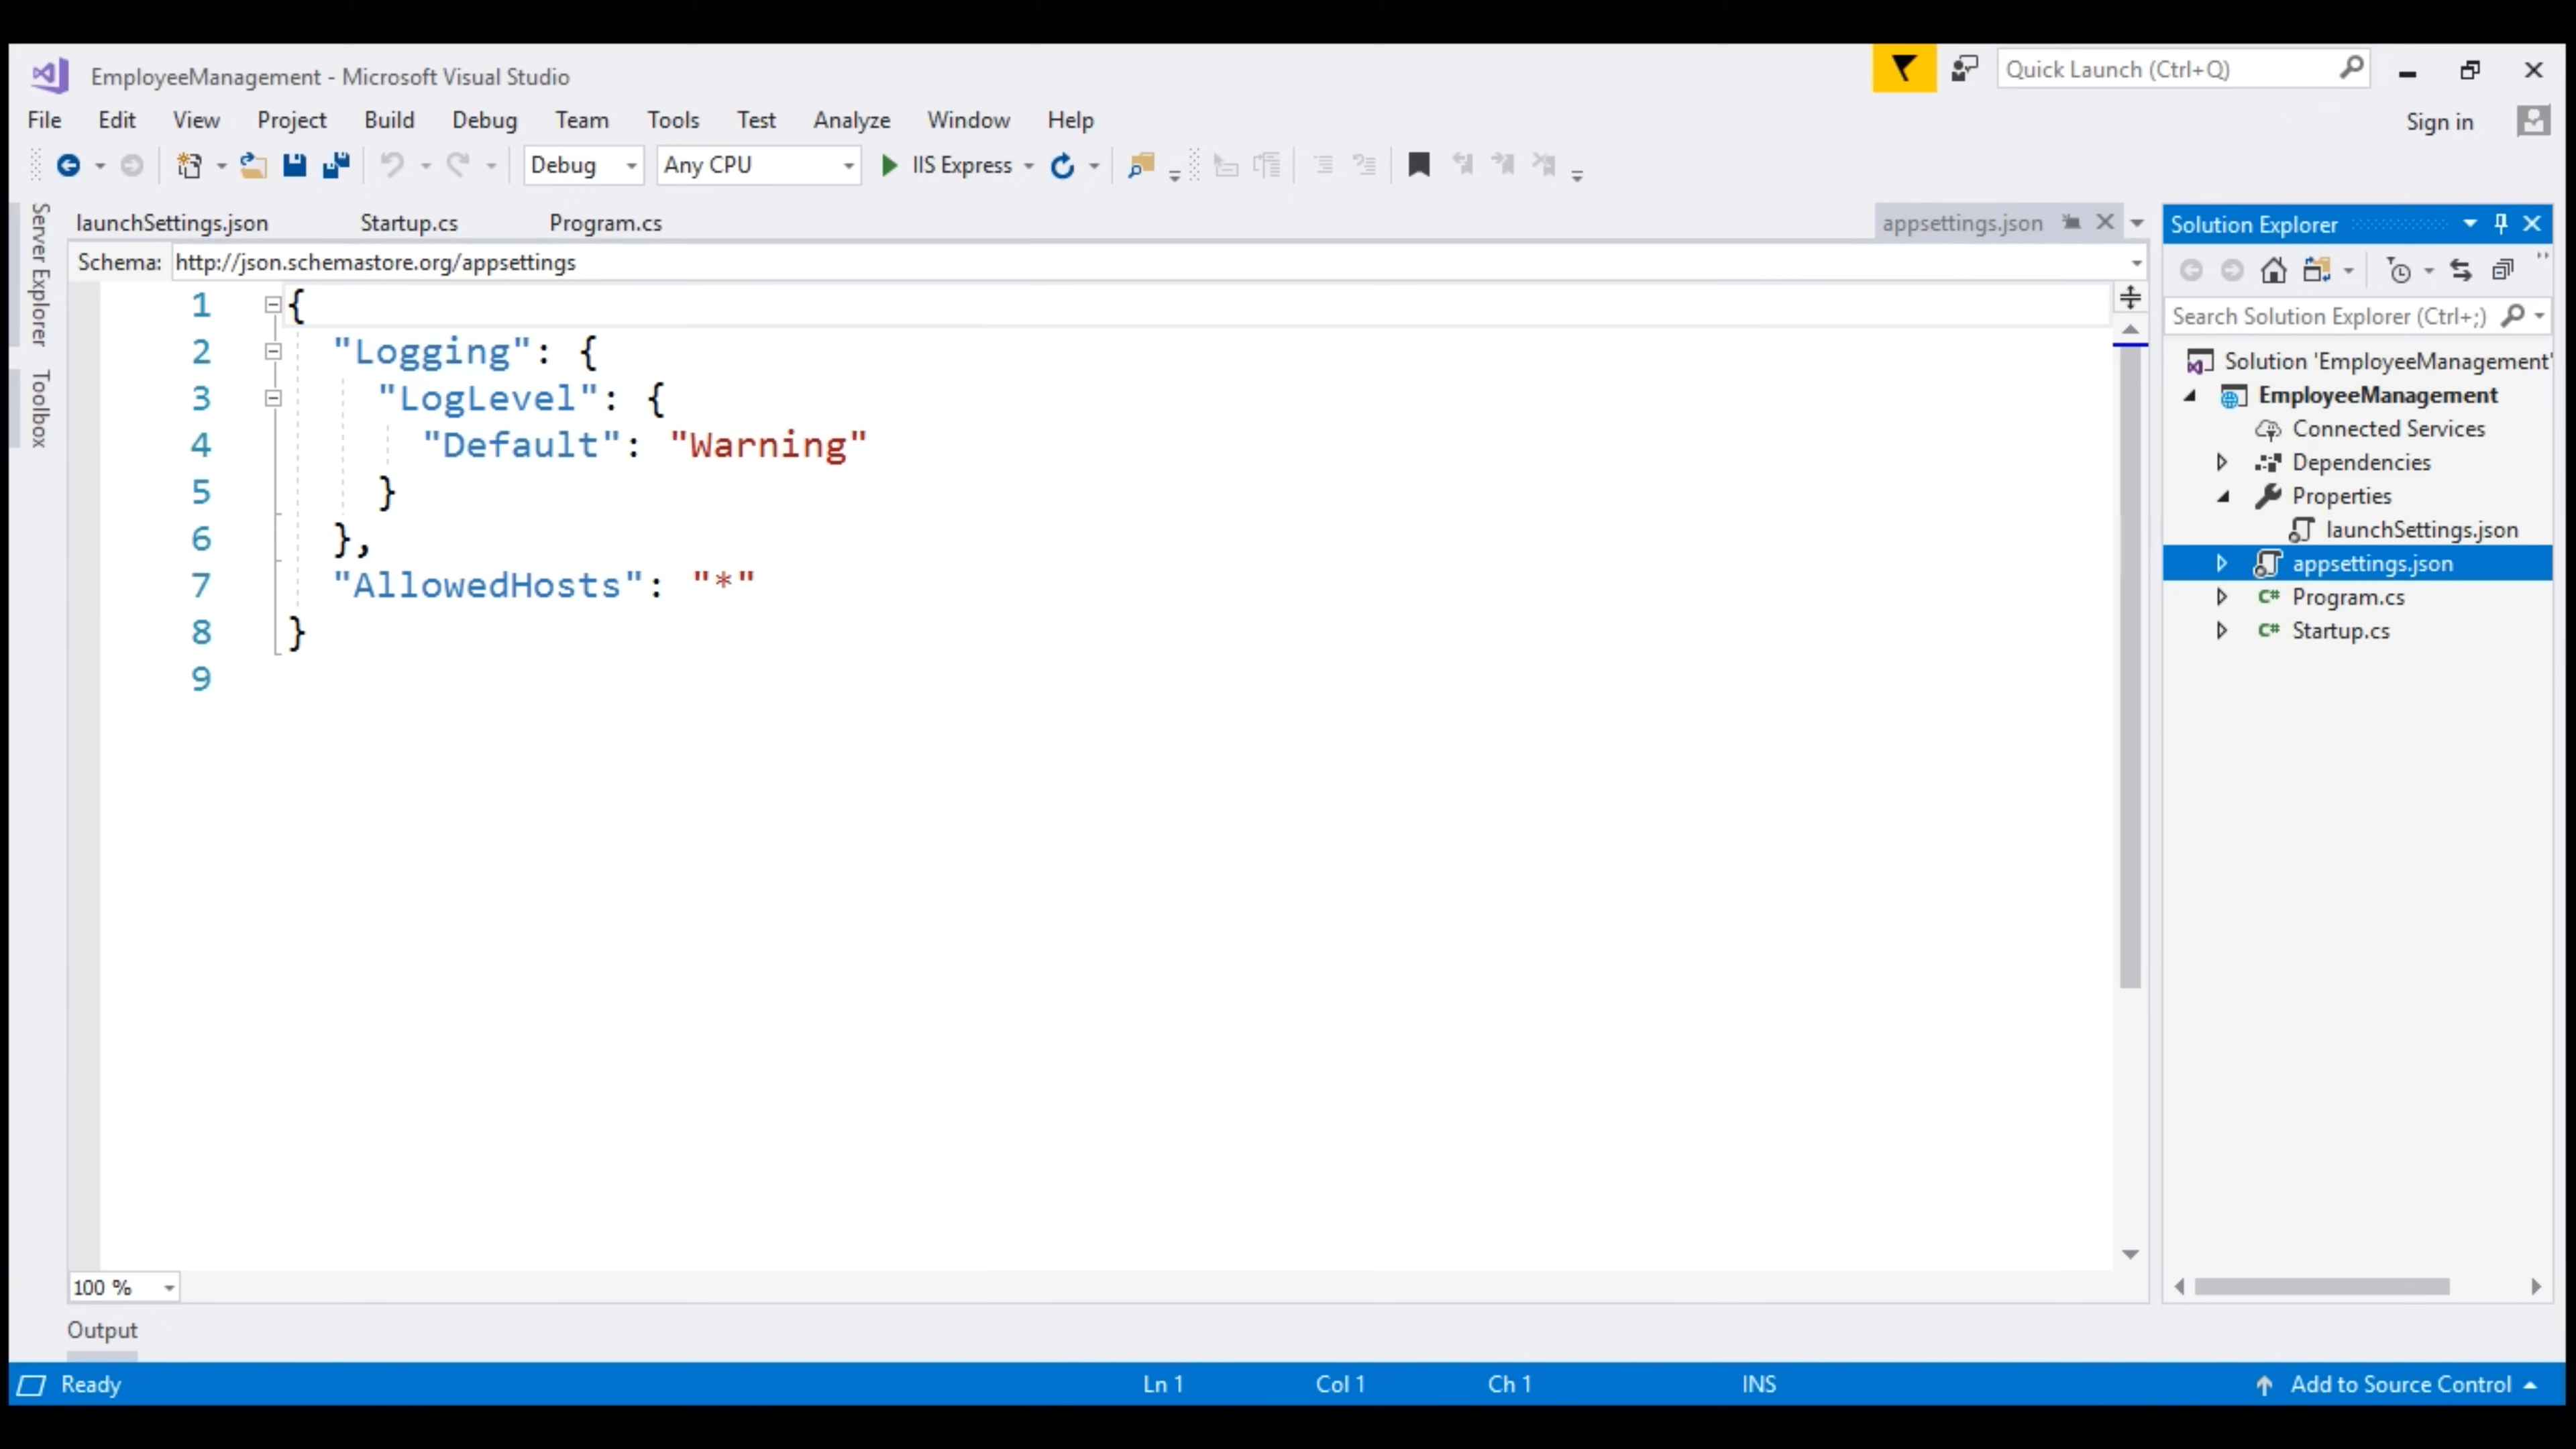 EmployeeManagement - Microsoft Visual Studio
Quick Launch (Ctrl+Q)
File Edit View Project Build Debug Team Tools Test Analyze Window Help
Sign in
Debug Any CPU IIS Express
Server Explorer
Toolbox
launchSettings.json Startup.cs Program.cs appsettings.json
Schema: http://json.schemastore.org/appsettings
1 {
2 "Logging": {
3 "LogLevel": {
4 "Default": "Warning"
5 }
6 },
7 "AllowedHosts": "*"
8 }
9
100 %
Output
Solution Explorer
Search Solution Explorer (Ctrl+;)
Solution 'EmployeeManagement'
EmployeeManagement
Connected Services
Dependencies
Properties
launchSettings.json
appsettings.json
C# Program.cs
C# Startup.cs
Ready Ln 1 Col 1 Ch 1 INS Add to Source Control